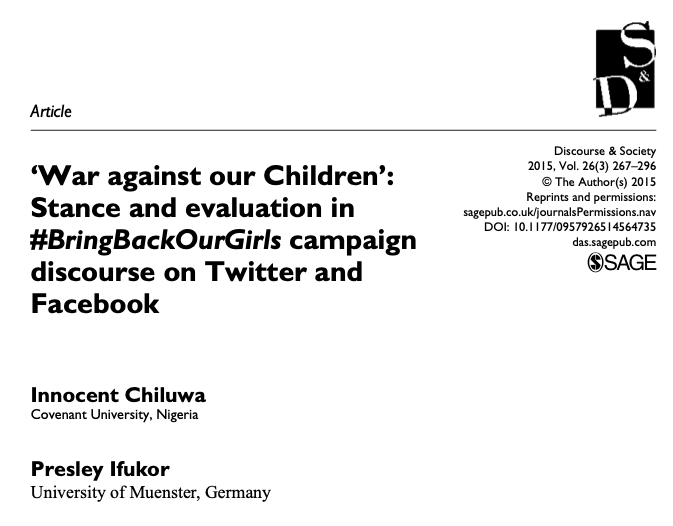 S
&
D
Article
Discourse & Society
2015, Vol. 26(3) 267–296
© The Author(s) 2015
Reprints and permissions:
sagepub.co.uk/journalsPermissions.nav
DOI: 10.1177/0957926514564735
das.sagepub.com
SAGE
‘War against our Children’:
Stance and evaluation in
#BringBackOurGirls campaign
discourse on Twitter and
Facebook
Innocent Chiluwa
Covenant University, Nigeria
Presley Ifukor
University of Muenster, Germany